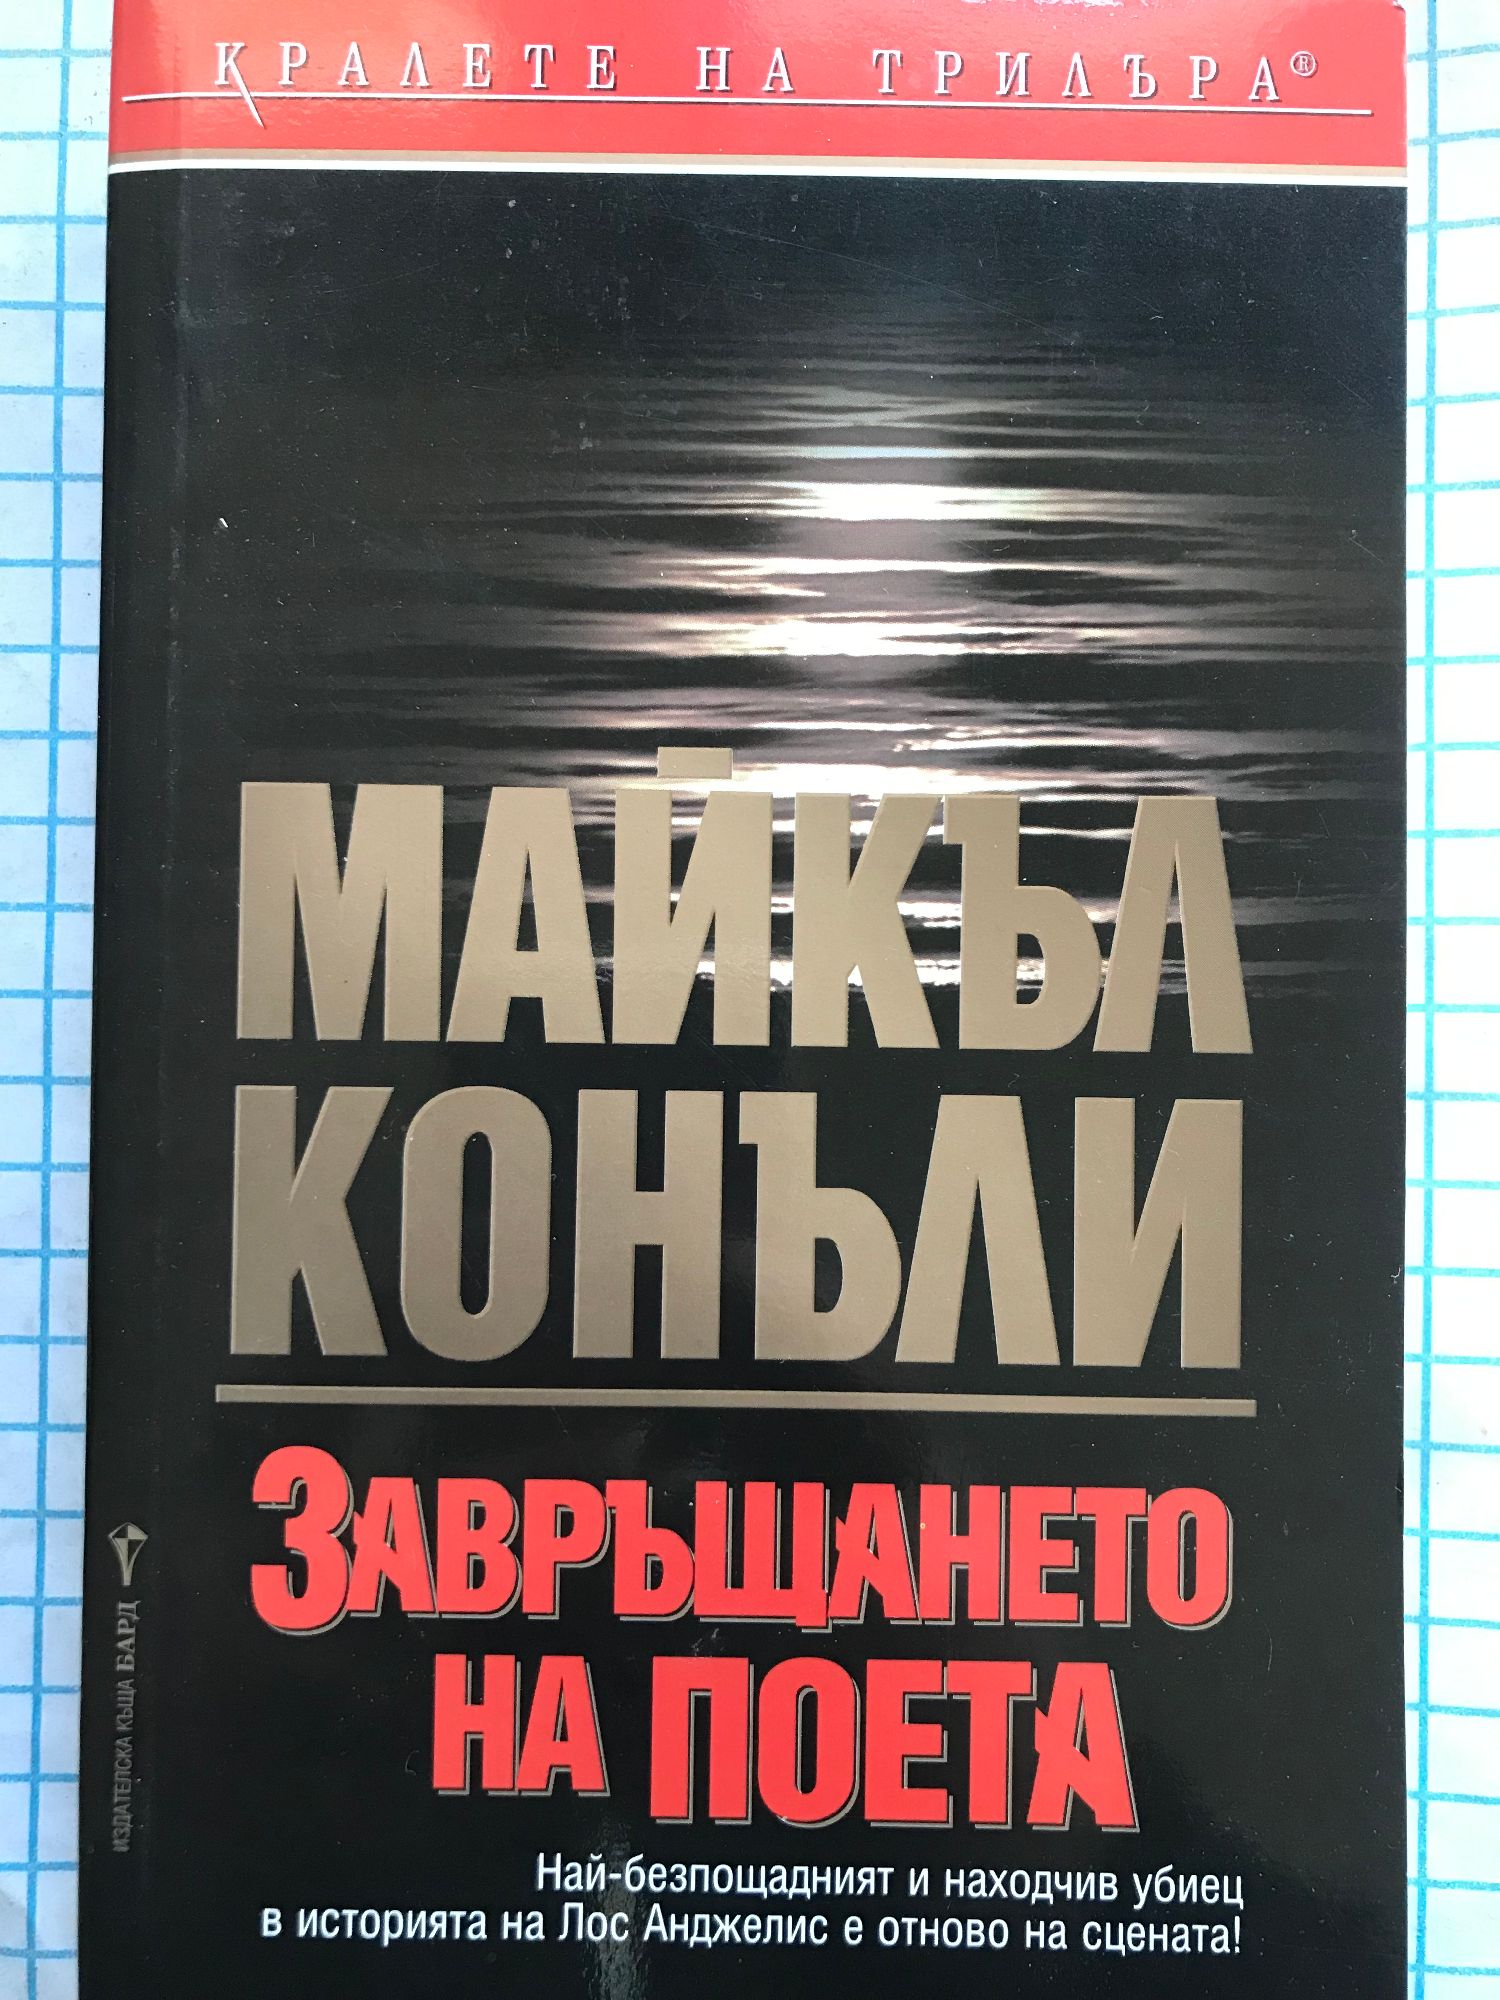 КРАЛЕТЕ НА ТРИЛЪРА®
МАЙКЪЛ
КОНЪЛИ
ЗАВРЪЩАНЕТО
НА ПОЕТА
Най-безпощадният и находчив убиец
в историята на Лос Анджелис е отново на сцената!
ИЗДАТЕЛСКА КЪЩА БАРД